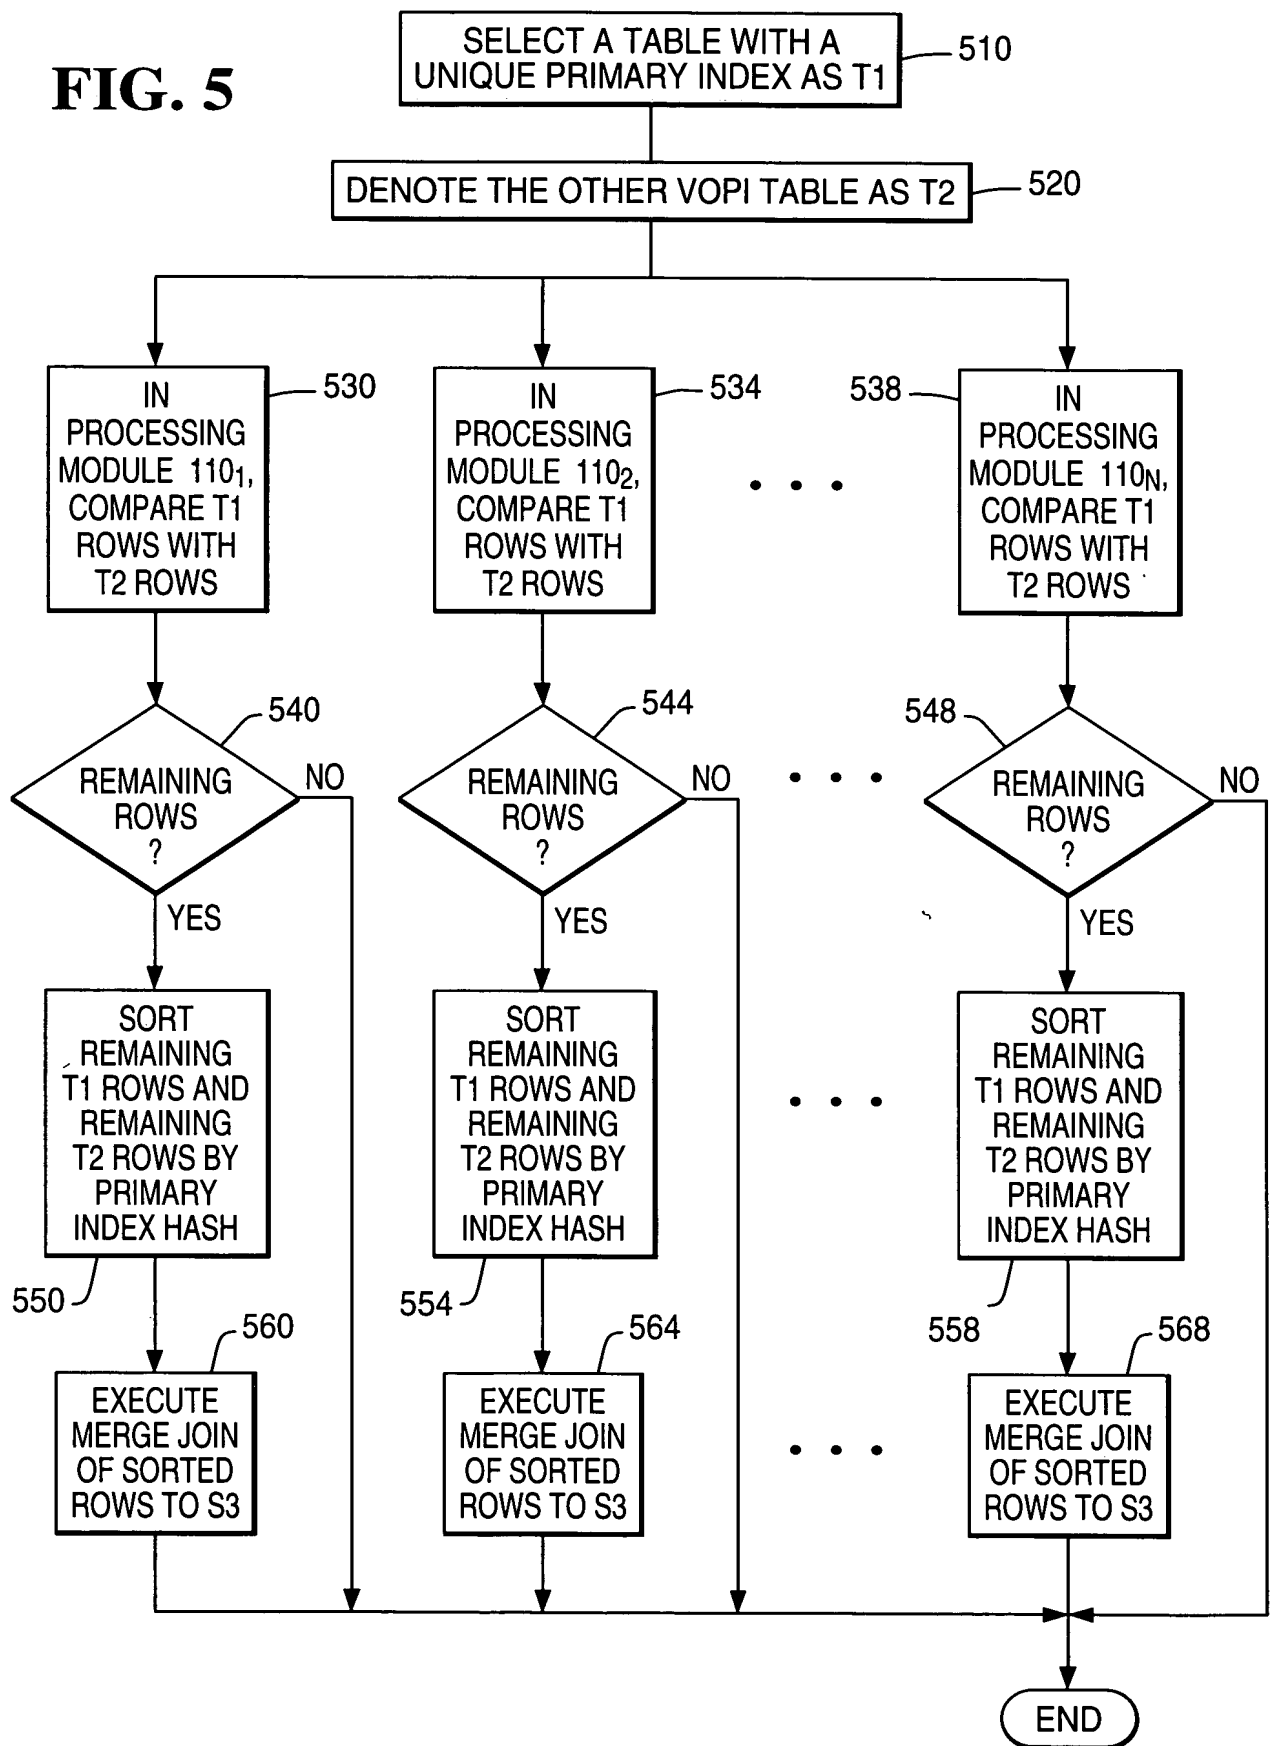 FIG. 5
SELECT A TABLE WITH A
UNIQUE PRIMARY INDEX AS T1
510
DENOTE THE OTHER VOPI TABLE AS T2
520
IN
PROCESSING
MODULE 110₁,
COMPARE T1
ROWS WITH
T2 ROWS
530
IN
PROCESSING
MODULE 110₂,
COMPARE T1
ROWS WITH
T2 ROWS
534
• • •
538
IN
PROCESSING
MODULE 110N,
COMPARE T1
ROWS WITH
T2 ROWS
540
REMAINING
ROWS
?
NO
YES
544
REMAINING
ROWS
?
NO
YES
• • •
548
REMAINING
ROWS
?
NO
YES
SORT
REMAINING
T1 ROWS AND
REMAINING
T2 ROWS BY
PRIMARY
INDEX HASH
550
SORT
REMAINING
T1 ROWS AND
REMAINING
T2 ROWS BY
PRIMARY
INDEX HASH
554
• • •
SORT
REMAINING
T1 ROWS AND
REMAINING
T2 ROWS BY
PRIMARY
INDEX HASH
558
560
EXECUTE
MERGE JOIN
OF SORTED
ROWS TO S3
564
EXECUTE
MERGE JOIN
OF SORTED
ROWS TO S3
• • •
568
EXECUTE
MERGE JOIN
OF SORTED
ROWS TO S3
END